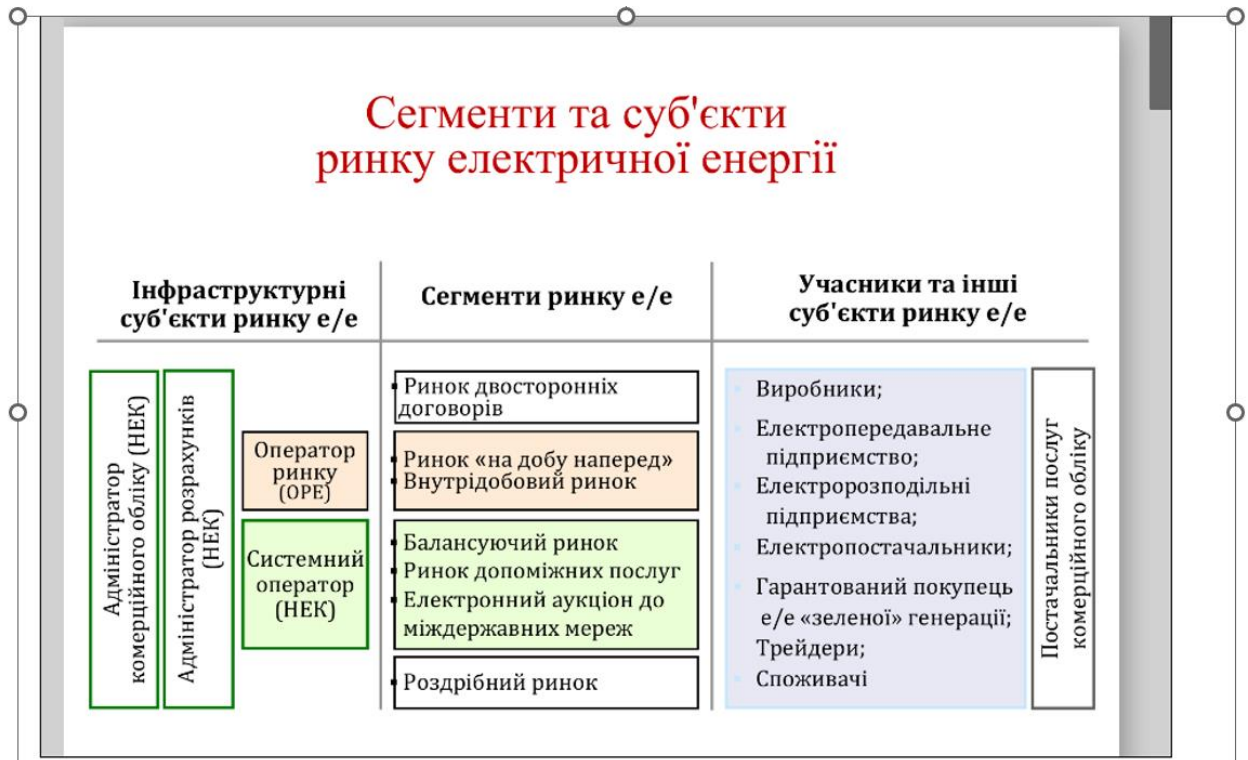 Сегменти та суб'єкти
ринку електричної енергії
Інфраструктурні
суб'єкти ринку е/е
Сегменти ринку е/е
Учасники та інші
суб'єкти ринку е/е
Адміністратор
комерційного обліку (НЕК)
Адміністратор розрахунків
(НЕК)
Оператор
ринку
(ОРЕ)
Системний
оператор
(НЕК)
Ринок двосторонніх
договорів
Ринок «на добу наперед»
Внутрідобовий ринок
Балансуючий ринок
Ринок допоміжних послуг
Електронний аукціон до
міждержавних мереж
Роздрібний ринок
Виробники;
Електропередавальне
підприємство;
Електророзподільні
підприємства;
Електропостачальники;
Гарантований покупець
е/е «зеленої» генерації;
Трейдери;
Споживачі
Постачальники послуг
комерційного обліку